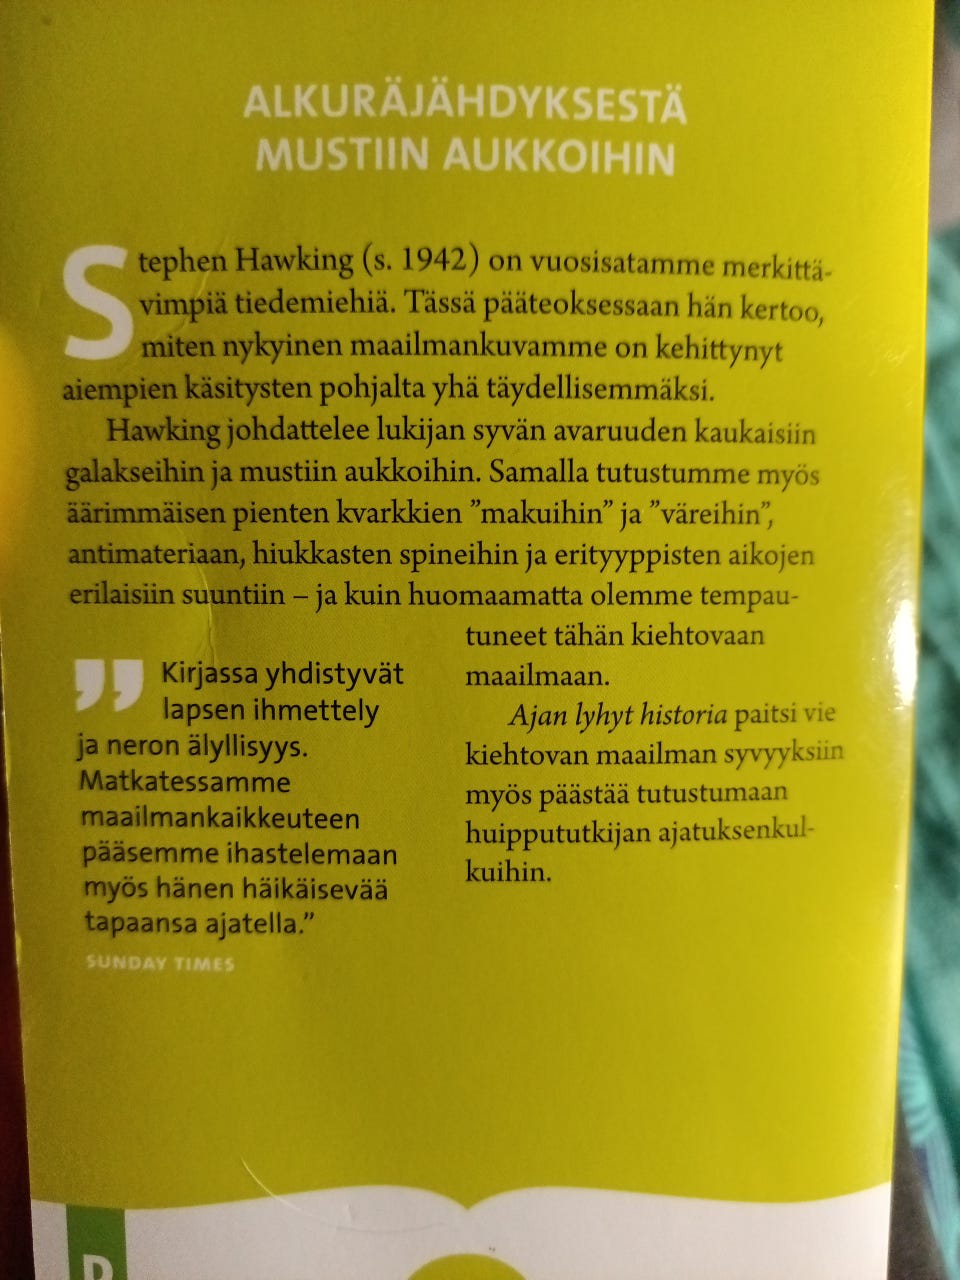 ALKURÄJÄHDYKSESTÄ
MUSTIIN AUKKOIHIN
Stephen Hawking (s. 1942) on vuosisatamme merkittä-
vimpiä tiedemiehiä. Tässä pääteoksessaan hän kertoo,
miten nykyinen maailmankuvamme on kehittynyt
aiempien käsitysten pohjalta yhä täydellisemmäksi.
Hawking johdattelee lukijan syvän avaruuden kaukaisiin
galakseihin ja mustiin aukkoihin. Samalla tutustumme myös
äärimmäisen pienten kvarkkien ”makuihin” ja ”väreihin”,
antimateriaan, hiukkasten spineihin ja erityyppisten aikojen
erilaisiin suuntiin – ja kuin huomaamatta olemme tempau-
tuneet tähän kiehtovaan
maailmaan.
Ajan lyhyt historia paitsi vie
kiehtovan maailman syvyyksiin
myös päästää tutustumaan
huippututkijan ajatuksenkul-
kuihin.
” Kirjassa yhdistyvät
lapsen ihmettely
ja neron älyllisyys.
Matkatessamme
maailmankaikkeuteen
pääsemme ihastelemaan
myös hänen häikäisevää
tapaansa ajatella.”
SUNDAY TIMES